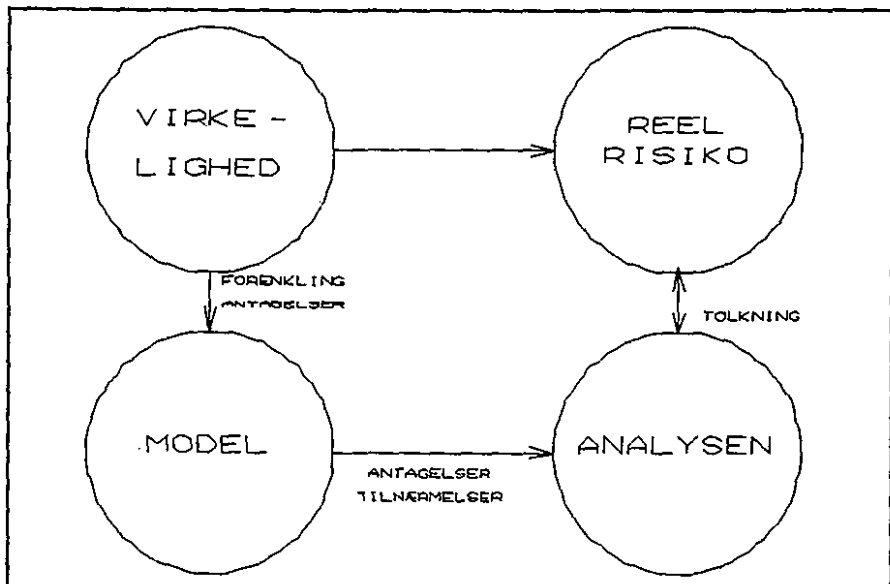 VIRKE-
LIGHED
REEL
RISIKO
FORENKLING
ANTAGELSER
TOLKNING
MODEL
ANALYSEN
ANTAGELSER
TILNÆRMELSER